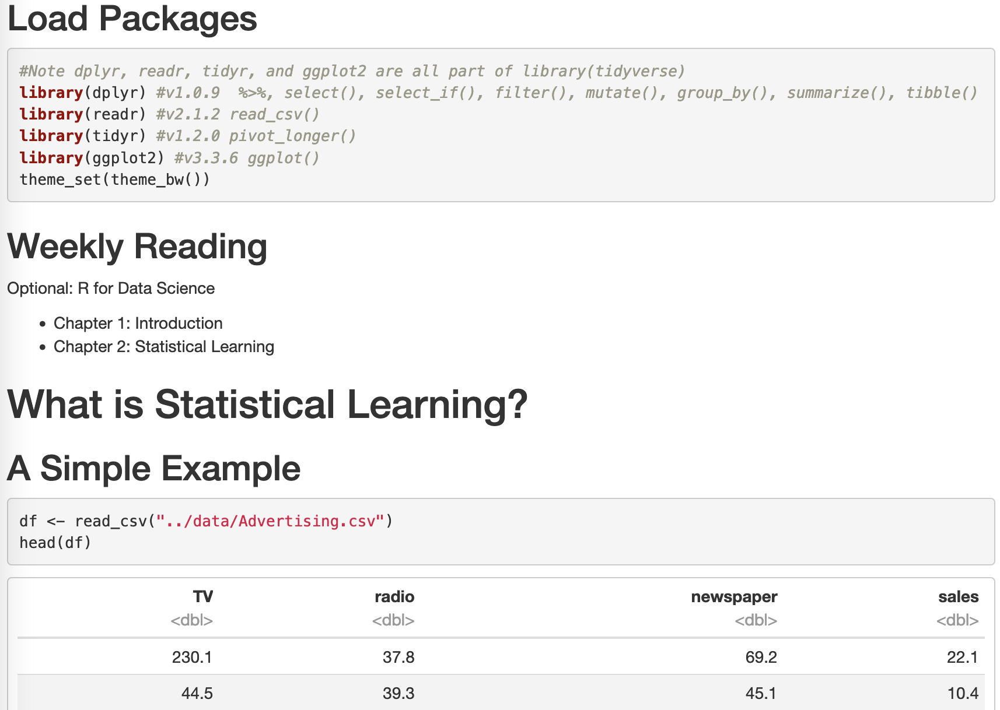 Load Packages
#Note dplyr, readr, tidyr, and ggplot2 are all part of library(tidyverse)
library(dplyr) #v1.0.9  %>%, select(), select_if(), filter(), mutate(), group_by(), summarize(), tibble()
library(readr) #v2.1.2 read_csv()
library(tidyr) #v1.2.0 pivot_longer()
library(ggplot2) #v3.3.6 ggplot()
theme_set(theme_bw())
Weekly Reading
Optional: R for Data Science
• Chapter 1: Introduction
• Chapter 2: Statistical Learning
What is Statistical Learning?
A Simple Example
df <- read_csv("../data/Advertising.csv")
head(df)
TV radio newspaper sales
<dbl> <dbl> <dbl> <dbl>
230.1 37.8 69.2 22.1
44.5 39.3 45.1 10.4